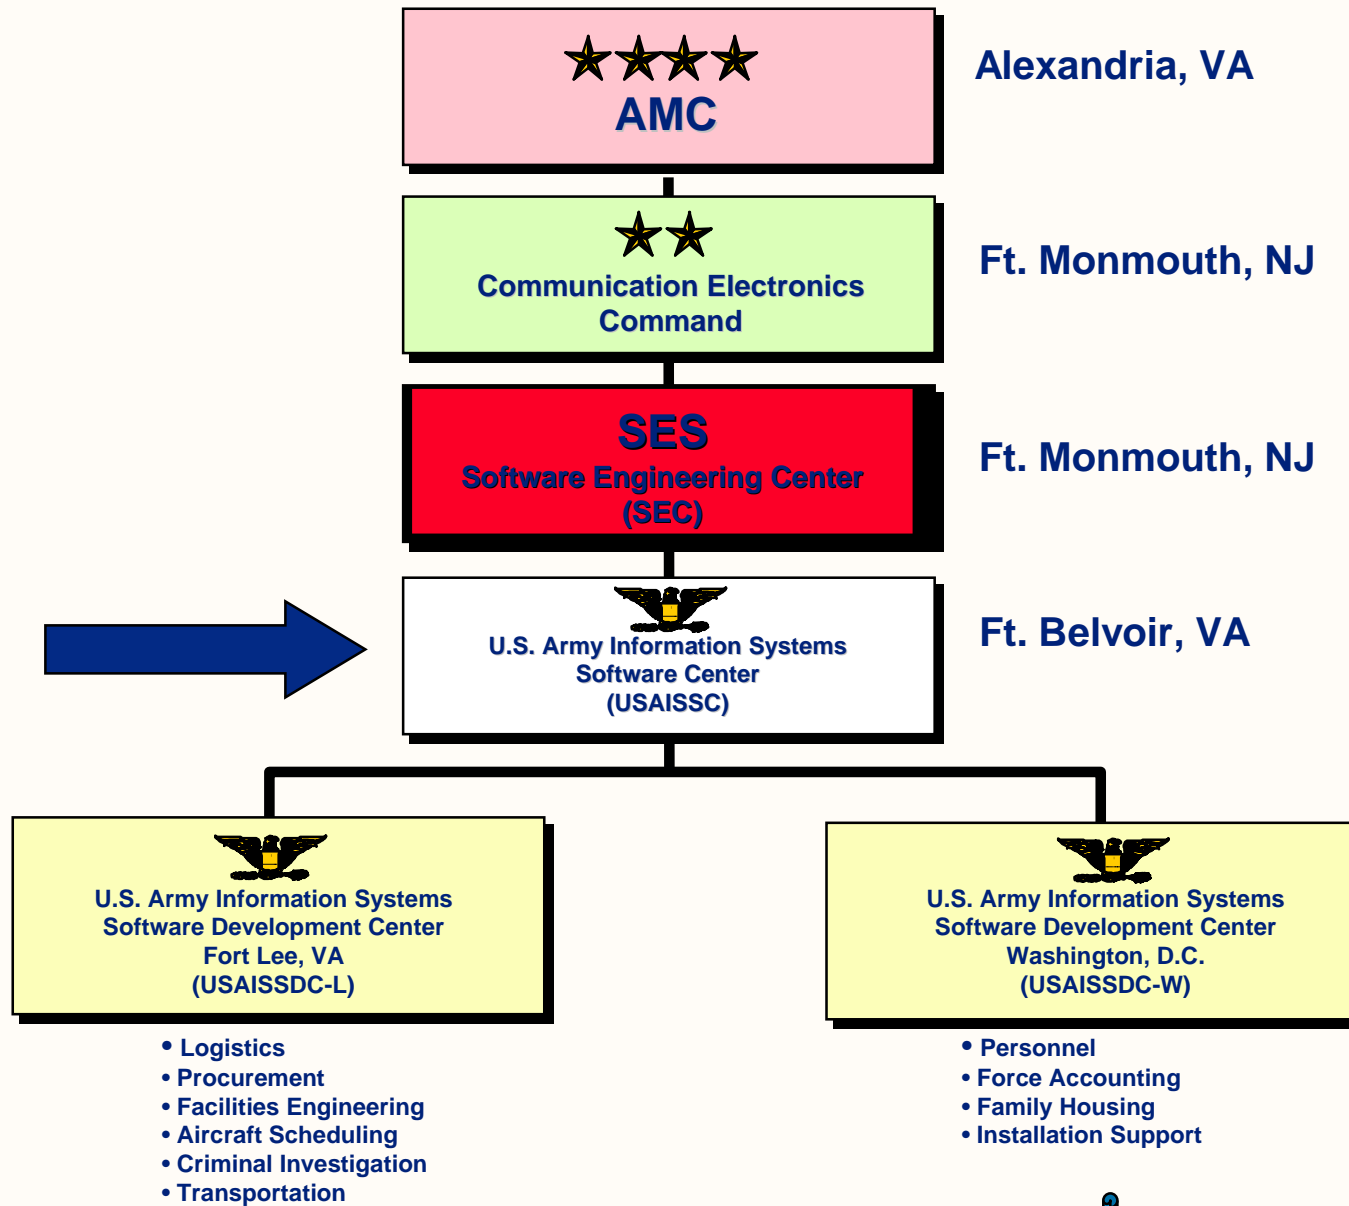 AMC
Alexandria, VA
Communication Electronics
Command
Ft. Monmouth, NJ
SES
Software Engineering Center
(SEC)
Ft. Monmouth, NJ
U.S. Army Information Systems
Software Center
(USAISSC)
Ft. Belvoir, VA
U.S. Army Information Systems
Software Development Center
Fort Lee, VA
(USAISSDC-L)
• Logistics
• Procurement
• Facilities Engineering
• Aircraft Scheduling
• Criminal Investigation
• Transportation
U.S. Army Information Systems
Software Development Center
Washington, D.C.
(USAISSDC-W)
• Personnel
• Force Accounting
• Family Housing
• Installation Support